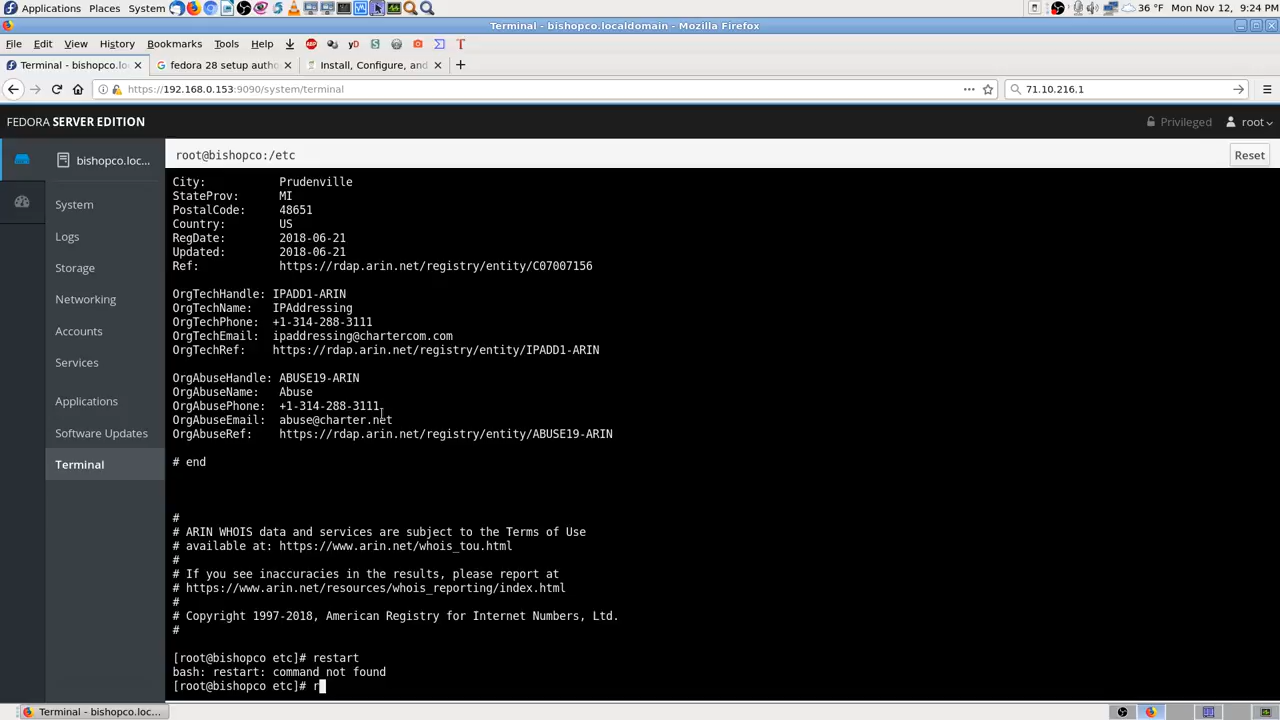 Applications Places System 36 °F Mon Nov 12, 9:24 PM
Terminal - bishopco.localdomain - Mozilla Firefox
File Edit View History Bookmarks Tools Help
Terminal - bishopco.lo
fedora 28 setup autho
Install, Configure, and
https://192.168.0.153:9090/system/terminal
71.10.216.1
FEDORA SERVER EDITION
Privileged
root
bishopco.loc...
root@bishopco:/etc
Reset
System
Logs
Storage
Networking
Accounts
Services
Applications
Software Updates
Terminal
City: Prudenville
StateProv: MI
PostalCode: 48651
Country: US
RegDate: 2018-06-21
Updated: 2018-06-21
Ref: https://rdap.arin.net/registry/entity/C07007156
OrgTechHandle: IPADD1-ARIN
OrgTechName: IPAddressing
OrgTechPhone: +1-314-288-3111
OrgTechEmail: ipaddressing@chartercom.com
OrgTechRef: https://rdap.arin.net/registry/entity/IPADD1-ARIN
OrgAbuseHandle: ABUSE19-ARIN
OrgAbuseName: Abuse
OrgAbusePhone: +1-314-288-3111
OrgAbuseEmail: abuse@charter.net
OrgAbuseRef: https://rdap.arin.net/registry/entity/ABUSE19-ARIN
# end
#
# ARIN WHOIS data and services are subject to the Terms of Use
# available at: https://www.arin.net/whois_tou.html
#
# If you see inaccuracies in the results, please report at
# https://www.arin.net/resources/whois_reporting/index.html
#
# Copyright 1997-2018, American Registry for Internet Numbers, Ltd.
#
[root@bishopco etc]# restart
bash: restart: command not found
[root@bishopco etc]# r
Terminal - bishopco.loc...